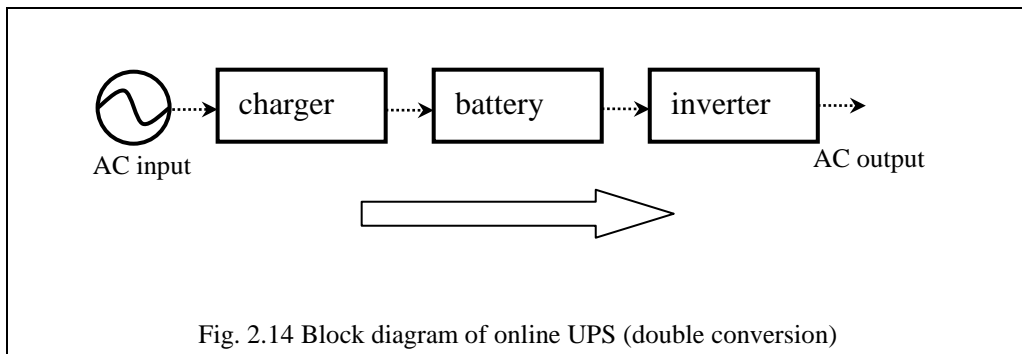 charger
battery
inverter
AC input
AC output
Fig. 2.14 Block diagram of online UPS (double conversion)